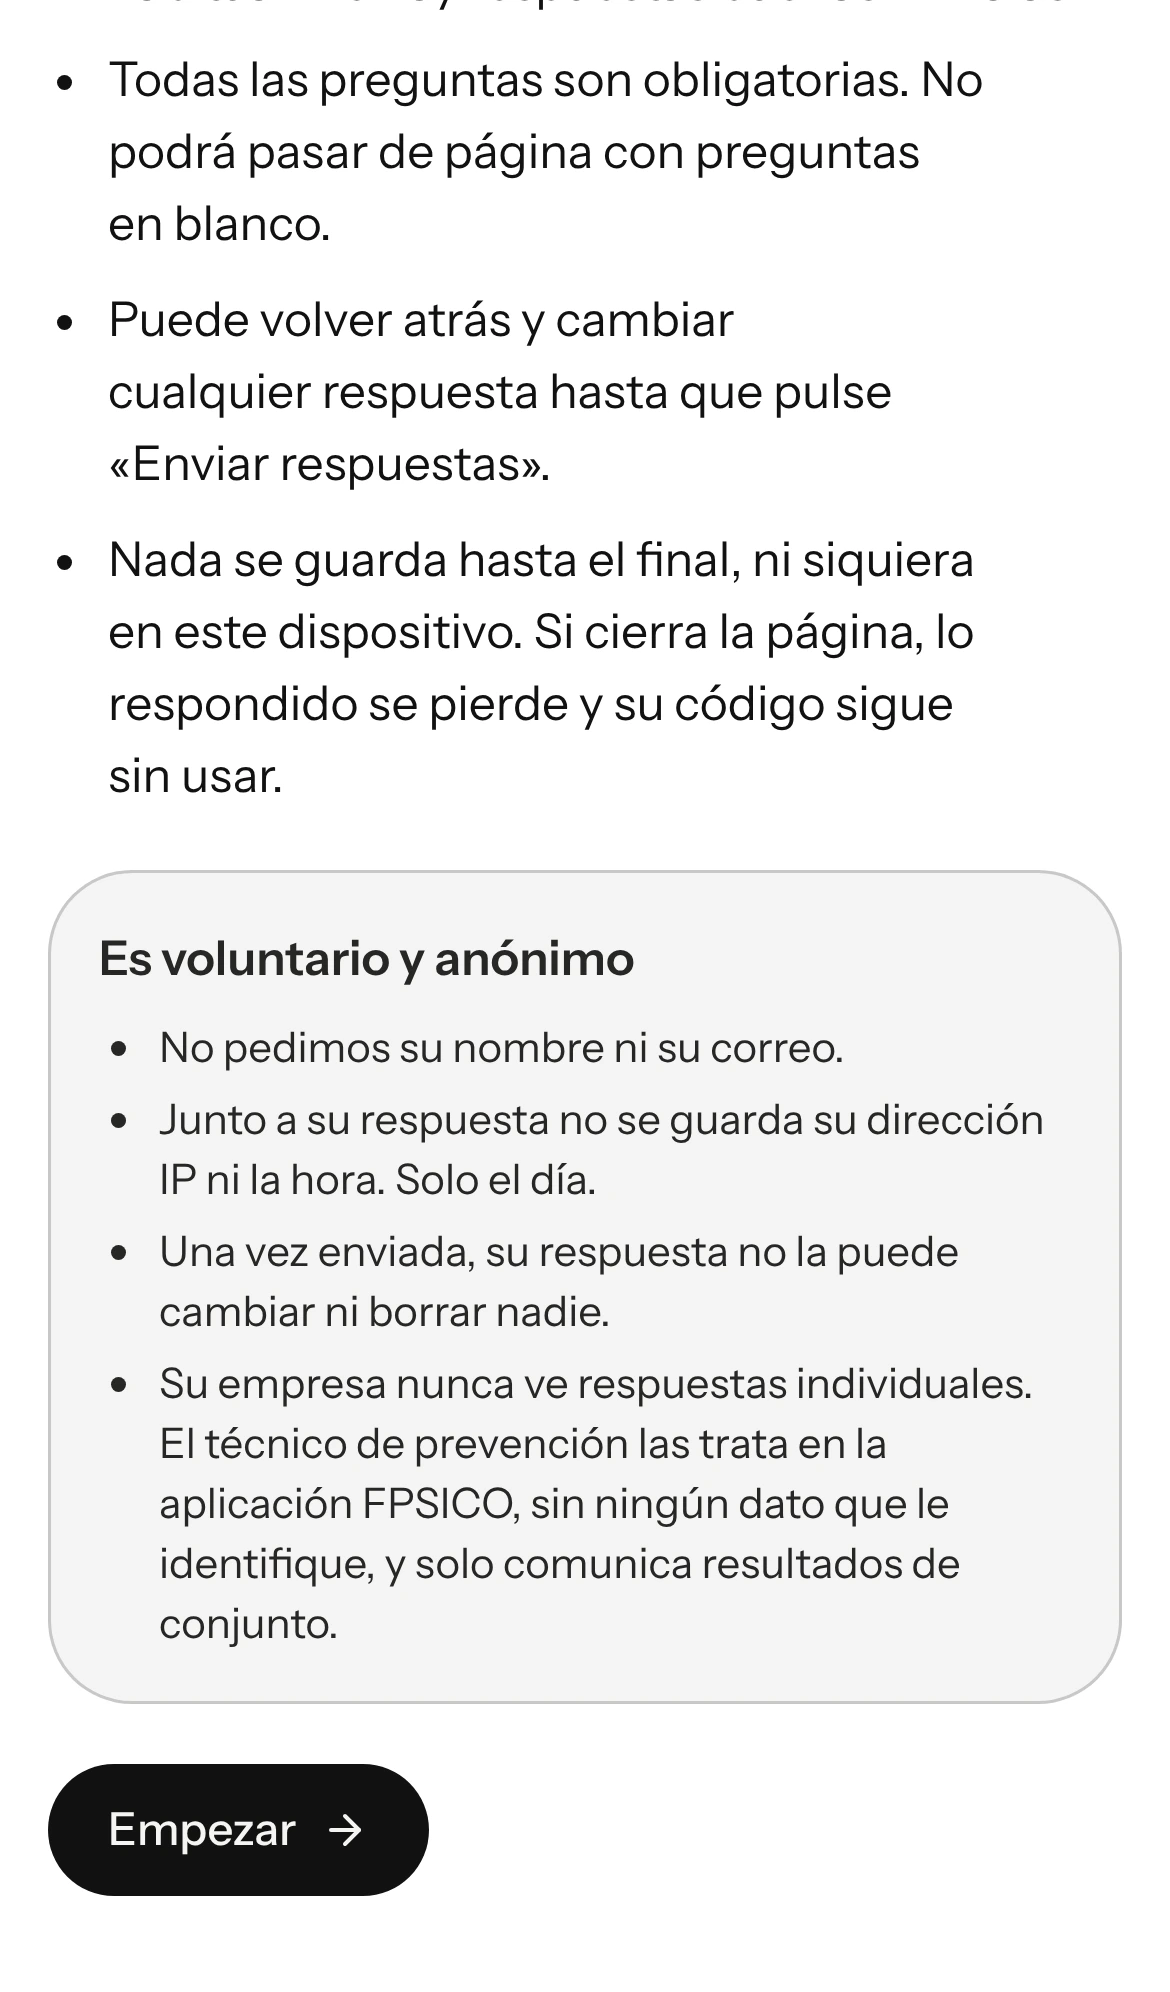 Todas las preguntas son obligatorias. No
podrá pasar de página con preguntas
en blanco.
Puede volver atrás y cambiar
cualquier respuesta hasta que pulse
«Enviar respuestas».
Nada se guarda hasta el final, ni siquiera
en este dispositivo. Si cierra la página, lo
respondido se pierde y su código sigue
sin usar.
Es voluntario y anónimo
No pedimos su nombre ni su correo.
Junto a su respuesta no se guarda su dirección
IP ni la hora. Solo el día.
Una vez enviada, su respuesta no la puede
cambiar ni borrar nadie.
Su empresa nunca ve respuestas individuales.
El técnico de prevención las trata en la
aplicación FPSICO, sin ningún dato que le
identifique, y solo comunica resultados de
conjunto.
Empezar →